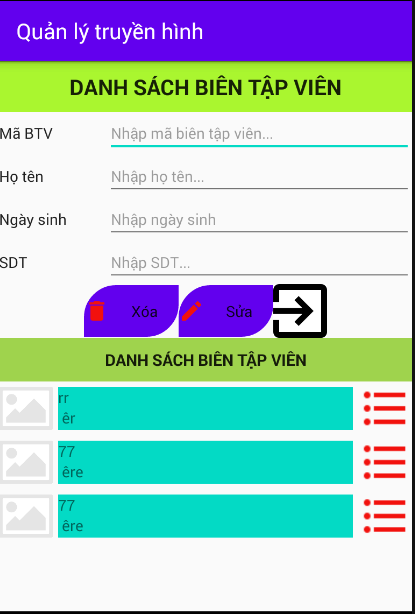 Quản lý truyền hình
DANH SÁCH BIÊN TẬP VIÊN
Mã BTV Nhập mã biên tập viên...
Họ tên Nhập họ tên...
Ngày sinh Nhập ngày sinh
SDT Nhập SDT...
Xóa Sửa
DANH SÁCH BIÊN TẬP VIÊN
rr
êr
77
êre
77
êre